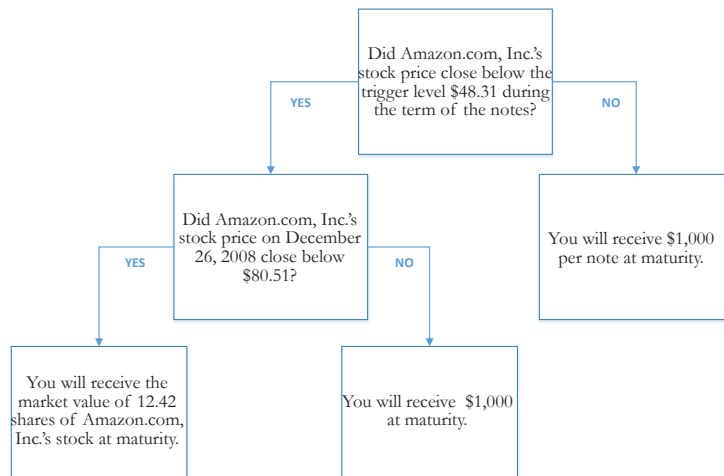 Did Amazon.com, Inc.'s
stock price close below the
trigger level $48.31 during
the term of the notes?
YES
NO
Did Amazon.com, Inc.'s
stock price on December
26, 2008 close below
$80.51?
You will receive $1,000
per note at maturity.
YES
NO
You will receive the
market value of 12.42
shares of Amazon.com,
Inc.'s stock at maturity.
You will receive $1,000
at maturity.